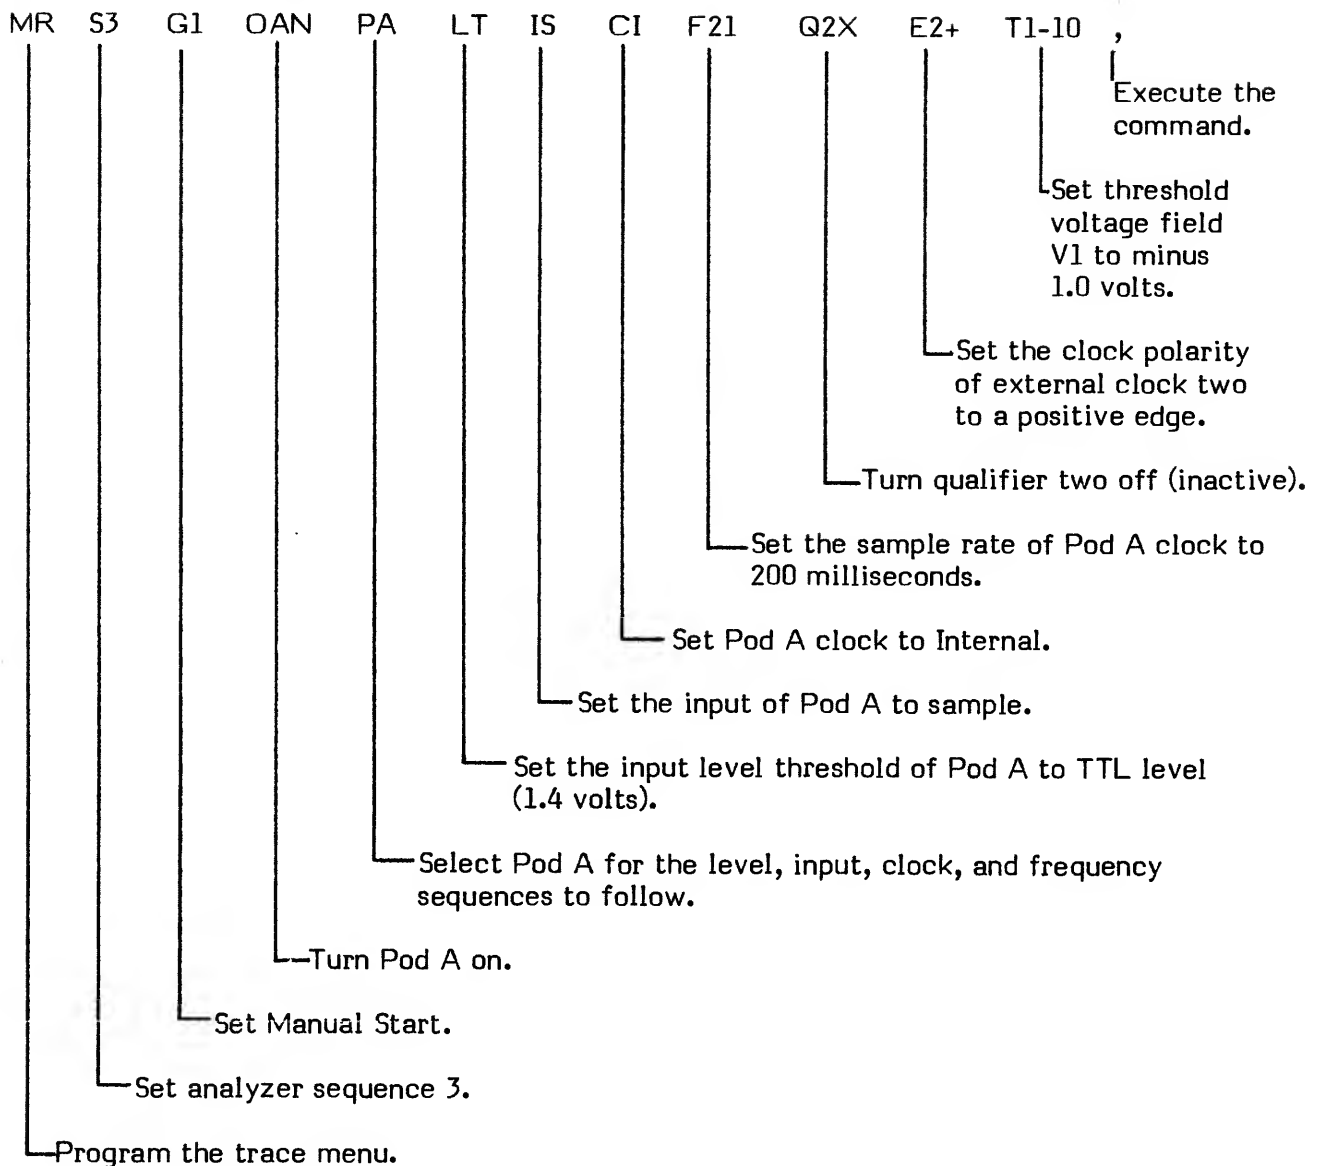 MR S3 G1 OAN PA LT IS CI F21 Q2X E2+ T1-10 ,
Execute the
command.
Set threshold
voltage field
V1 to minus
1.0 volts.
Set the clock polarity
of external clock two
to a positive edge.
Turn qualifier two off (inactive).
Set the sample rate of Pod A clock to
200 milliseconds.
Set Pod A clock to Internal.
Set the input of Pod A to sample.
Set the input level threshold of Pod A to TTL level
(1.4 volts).
Select Pod A for the level, input, clock, and frequency
sequences to follow.
Turn Pod A on.
Set Manual Start.
Set analyzer sequence 3.
Program the trace menu.